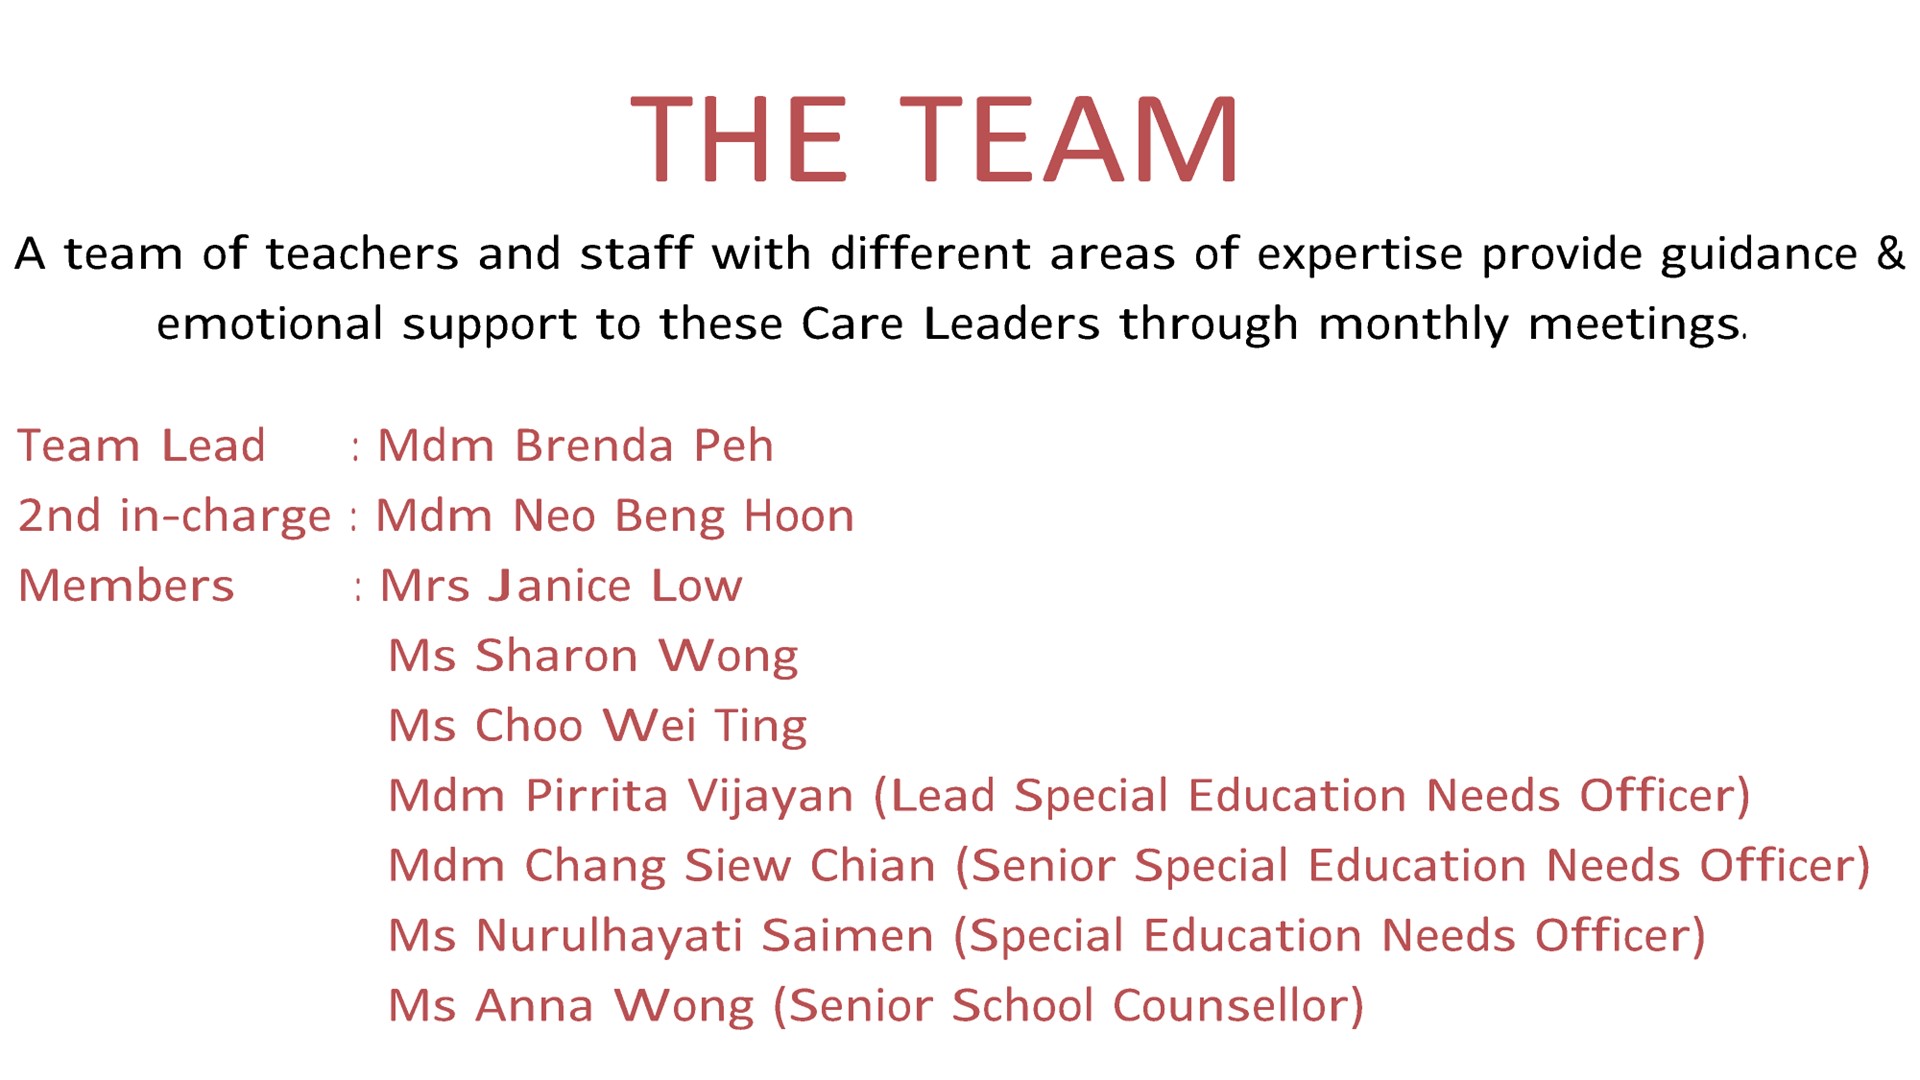 THE TEAM
A team of teachers and staff with different areas of expertise provide guidance &
emotional support to these Care Leaders through monthly meetings.
Team Lead : Mdm Brenda Peh
2nd in-charge : Mdm Neo Beng Hoon
Members : Mrs Janice Low
Ms Sharon Wong
Ms Choo Wei Ting
Mdm Pirrita Vijayan (Lead Special Education Needs Officer)
Mdm Chang Siew Chian (Senior Special Education Needs Officer)
Ms Nurulhayati Saimen (Special Education Needs Officer)
Ms Anna Wong (Senior School Counsellor)